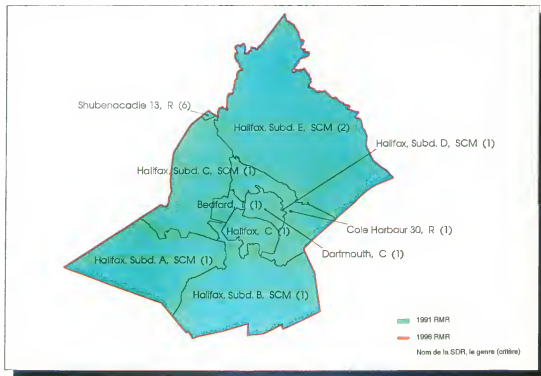 Shubenacadie 13, R (6)
Halifax, Subd. E, SCM (2)
Halifax, Subd. D, SCM (1)
Halifax, Subd. C, SCM (1)
Bedford, T (1)
Cole Harbour 30, R (1)
Halifax, C (1)
Dartmouth, C (1)
Halifax, Subd. A, SCM (1)
Halifax, Subd. B, SCM (1)
1991 RMR
1996 RMR
Nom de la SDR, le genre (critère)